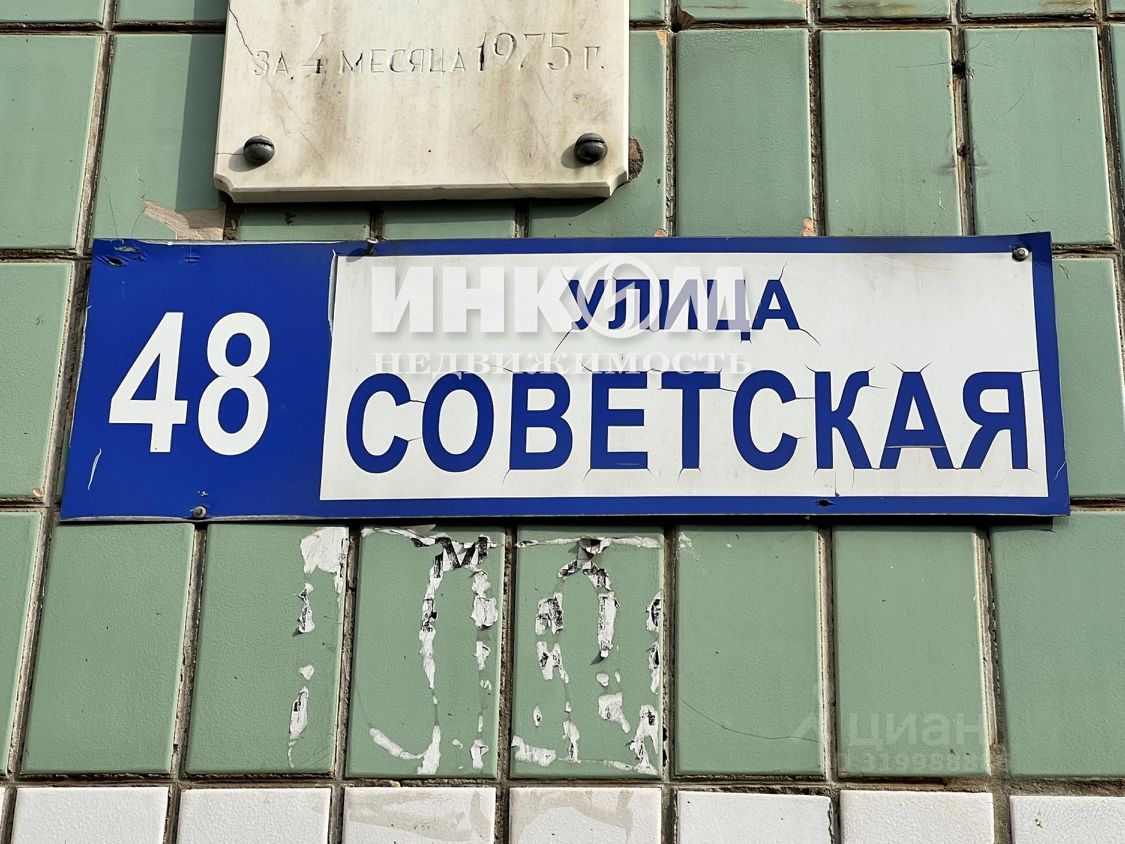 ЗА 4 МЕСЯЦА 1975 Г.
48
УЛИЦА
СОВЕТСКАЯ
ИНКОМ
НЕДВИЖИМОСТЬ
циан